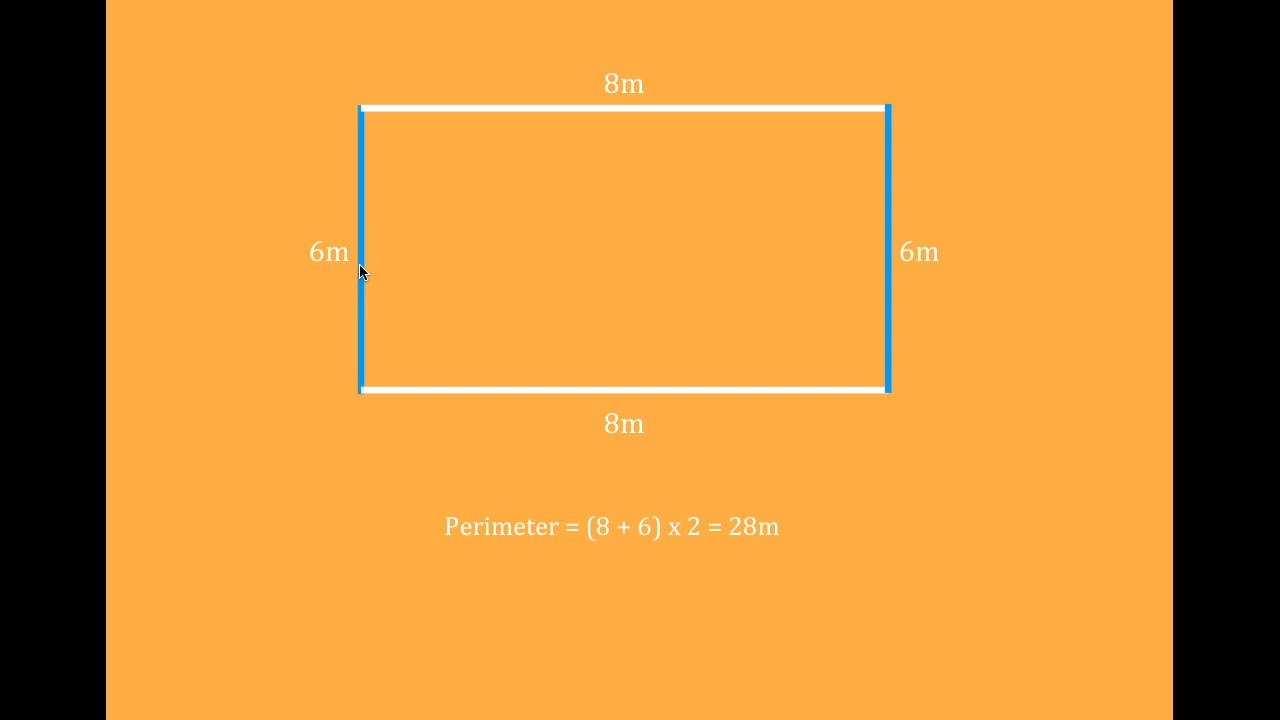 8m
6m
6m
8m
Perimeter = (8 + 6) x 2 = 28m